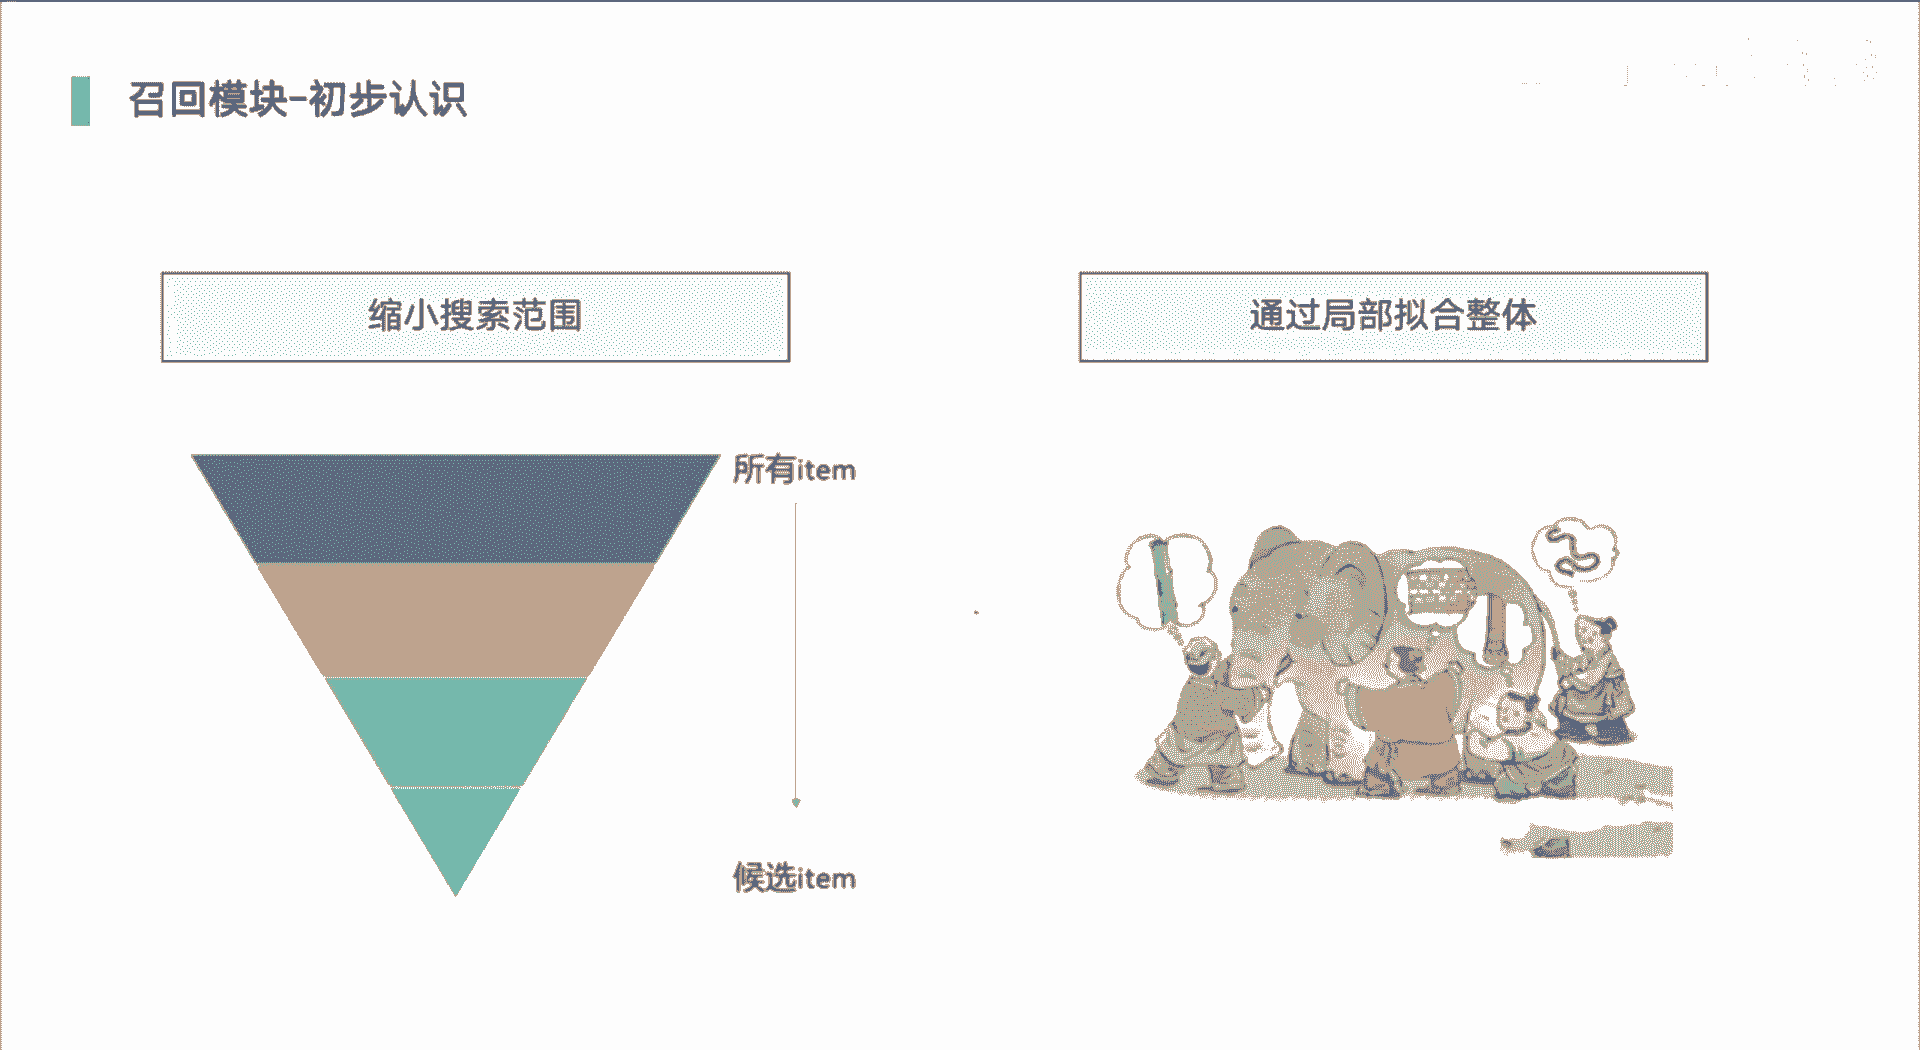 召回模块-初步认识
缩小搜索范围
通过局部拟合整体
所有item
候选item